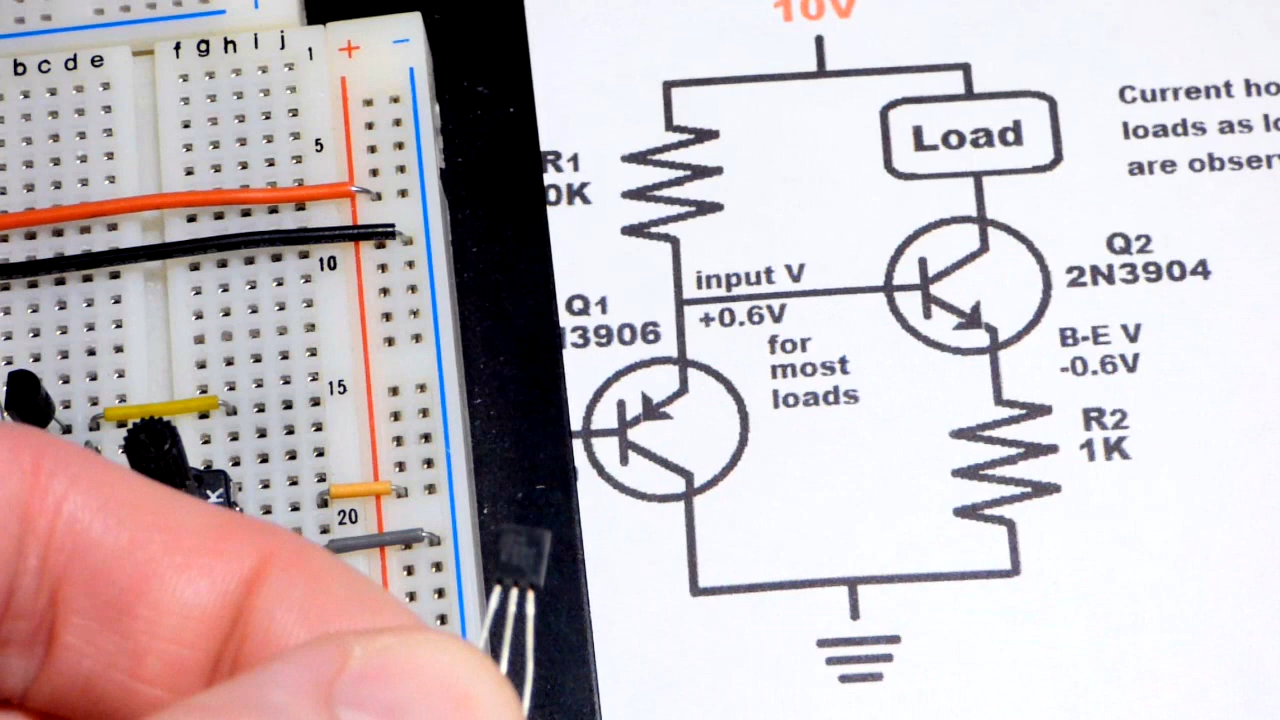 b c d e
f g h i j
1
+
−
5
10
15
20
K
10V
Load
Current ho
loads as lo
are obser
R1
0K
Q2
2N3904
input V
+0.6V
for
most
loads
Q1
3906
B-E V
-0.6V
R2
1K